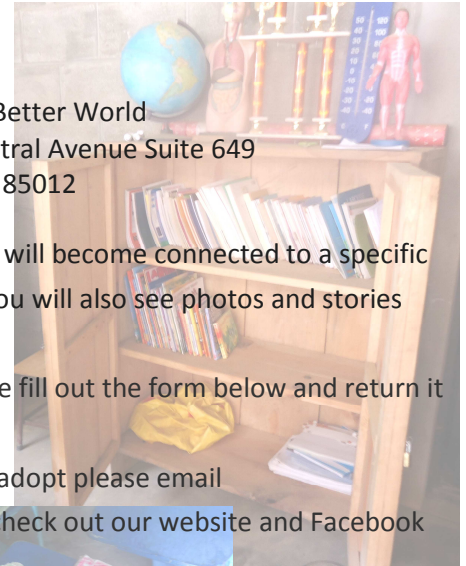 Better World
tral Avenue Suite 649
85012
will become connected to a specific
ou will also see photos and stories
e fill out the form below and return it
adopt please email
check out our website and Facebook